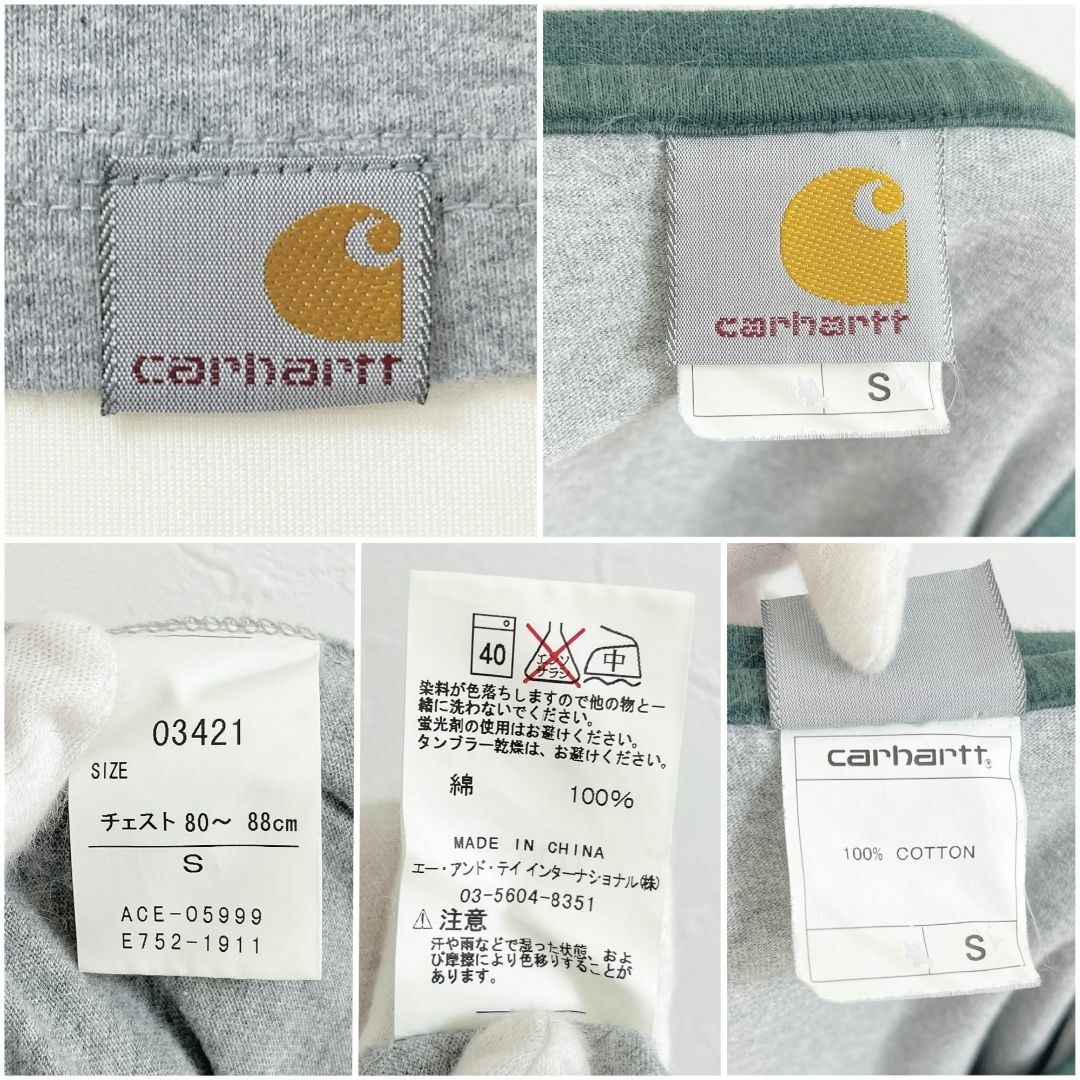 carhartt
carhartt
S
03421
SIZE
チェスト 80～ 88cm
S
ACE-05999
E752-1911
40 エンソ サラシ 中
染料が色落ちしますので他の物と一
緒に洗わないでください。
蛍光剤の使用はお避けください。
タンブラー乾燥は、お避けください。
綿 100%
MADE IN CHINA
エー・アンド・テイ インターナショナル(株)
03-5604-8351
⚠ 注意
汗や雨などで湿った状態、およ
び摩擦により色移りすることが
あります。
carhartt®
100% COTTON
S